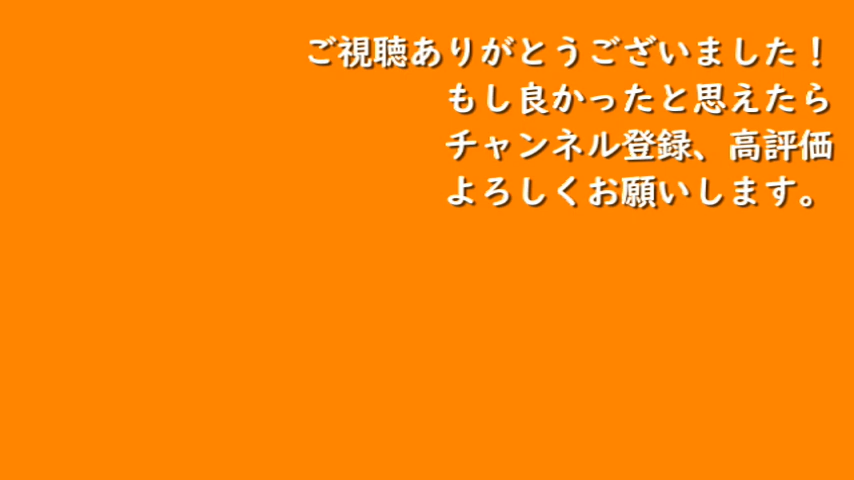 ご視聴ありがとうございました！
もし良かったと思えたら
チャンネル登録、高評価
よろしくお願いします。